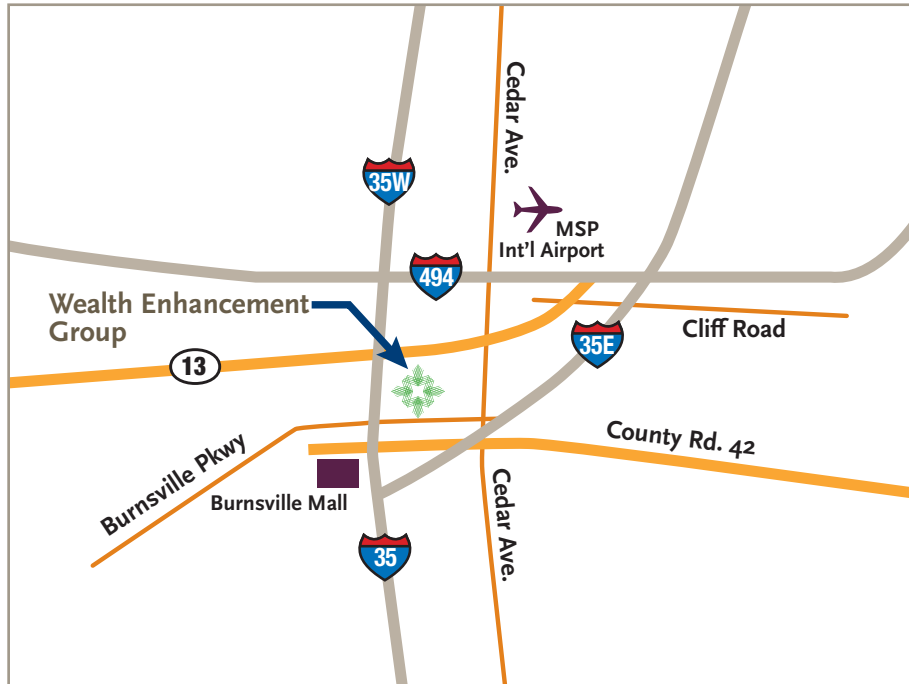 Cedar Ave.
35W
MSP
Int'l Airport
494
Wealth Enhancement
Group
Cliff Road
35E
13
County Rd. 42
Burnsville Pkwy
Burnsville Mall
Cedar Ave.
35